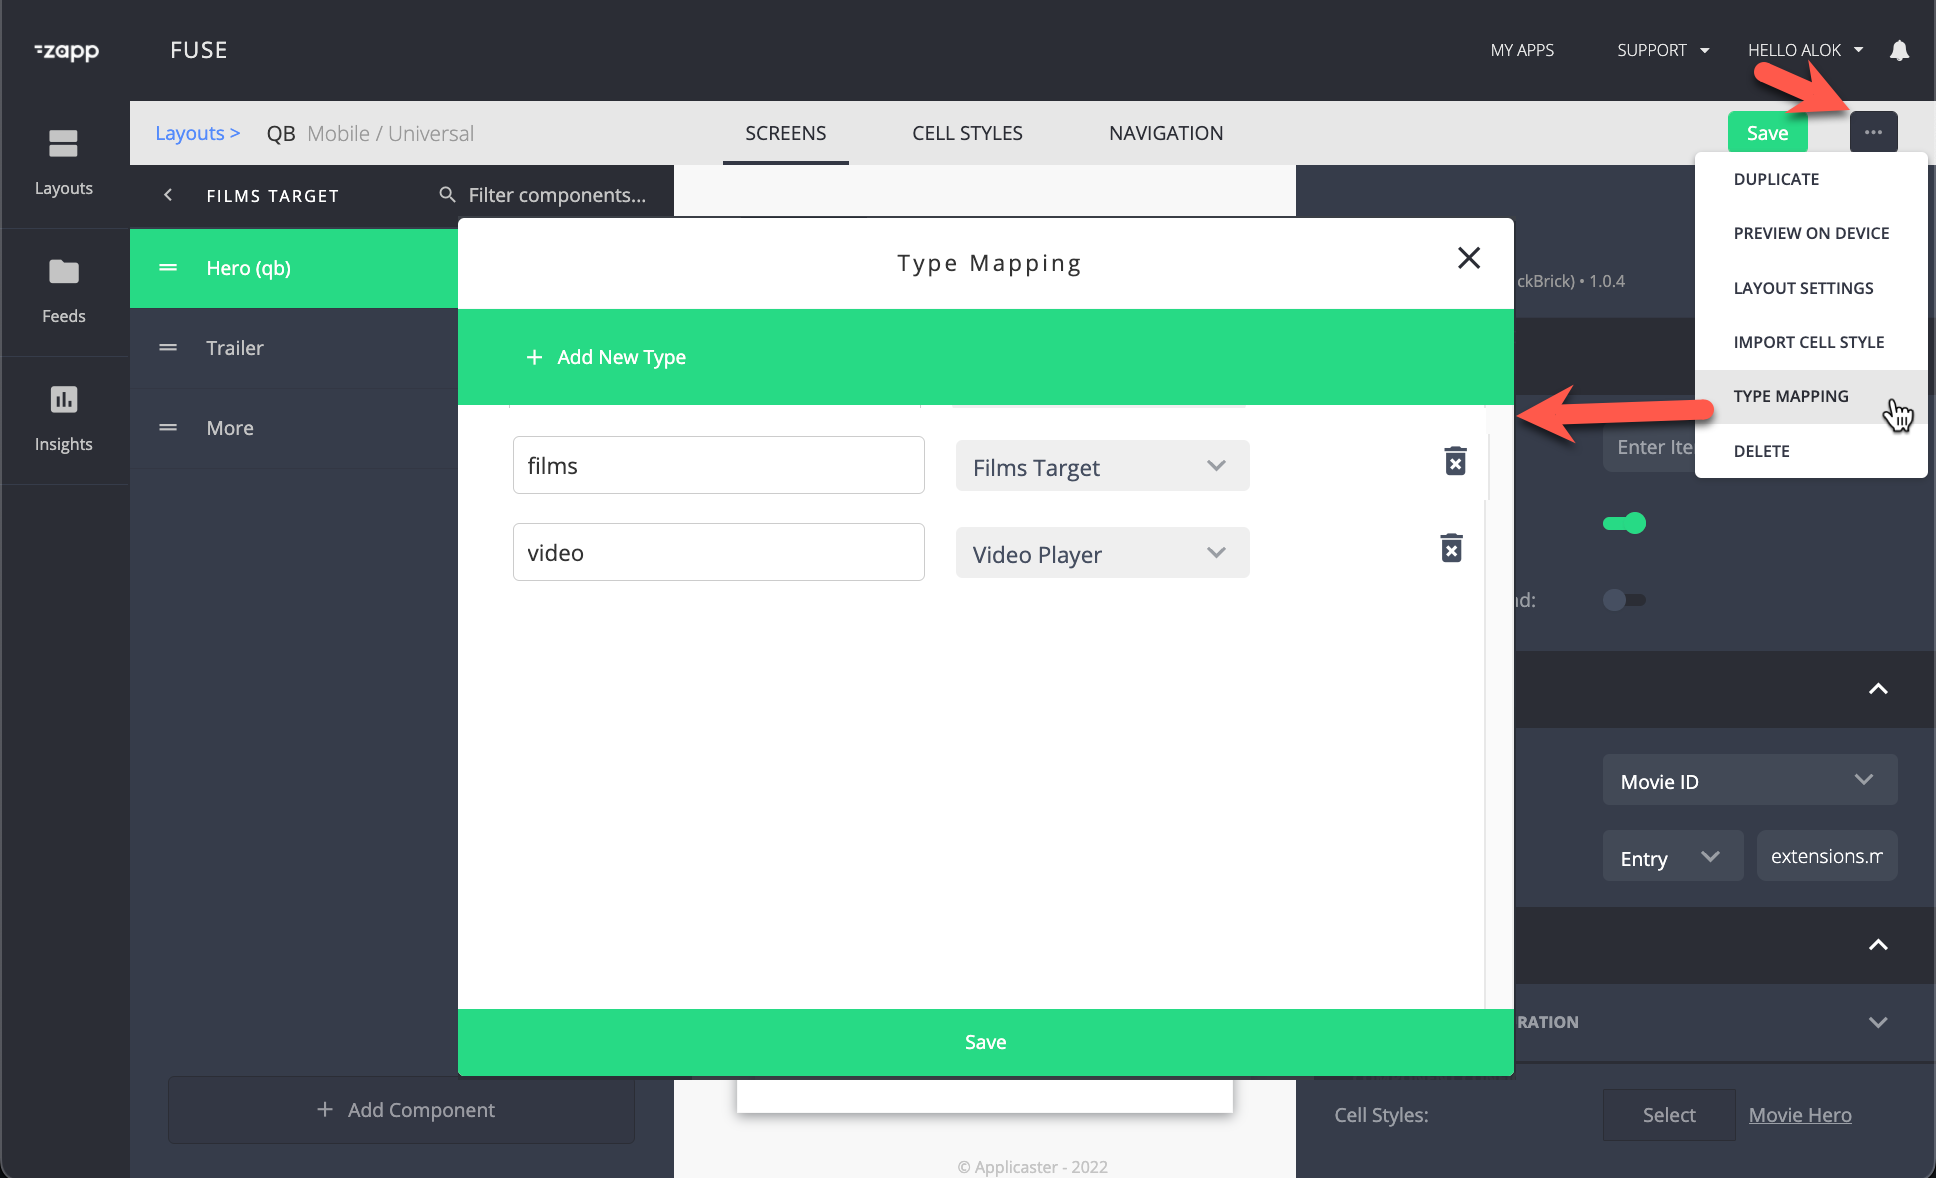 zapp
FUSE
MY APPS
SUPPORT
HELLO ALOK
Layouts >
QB Mobile / Universal
SCREENS
CELL STYLES
NAVIGATION
Save
...
Layouts
Feeds
Insights
FILMS TARGET
Filter components...
Hero (qb)
Trailer
More
+ Add Component
Type Mapping
+ Add New Type
films
Films Target
video
Video Player
Save
DUPLICATE
PREVIEW ON DEVICE
LAYOUT SETTINGS
IMPORT CELL STYLE
TYPE MAPPING
DELETE
ckBrick) • 1.0.4
Enter Ite
nd:
Movie ID
Entry
extensions.m
RATION
Cell Styles:
Select
Movie Hero
© Applicaster - 2022